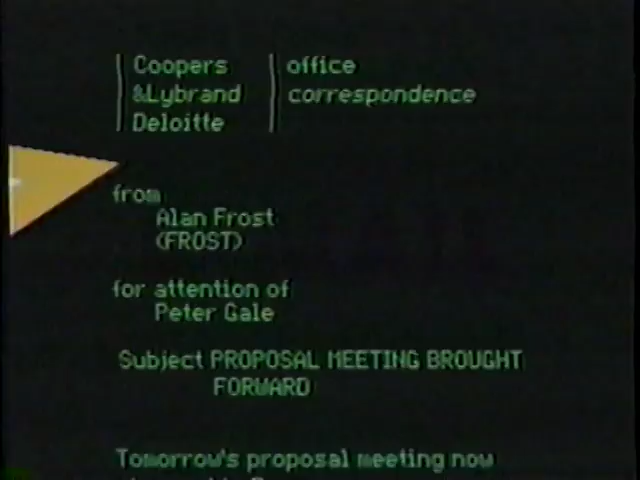 Coopers
&Lybrand
Deloitte
office
correspondence
from
Alan Frost
(FROST)
for attention of
Peter Gale
Subject PROPOSAL MEETING BROUGHT
FORWARD
Tomorrow's proposal meeting now